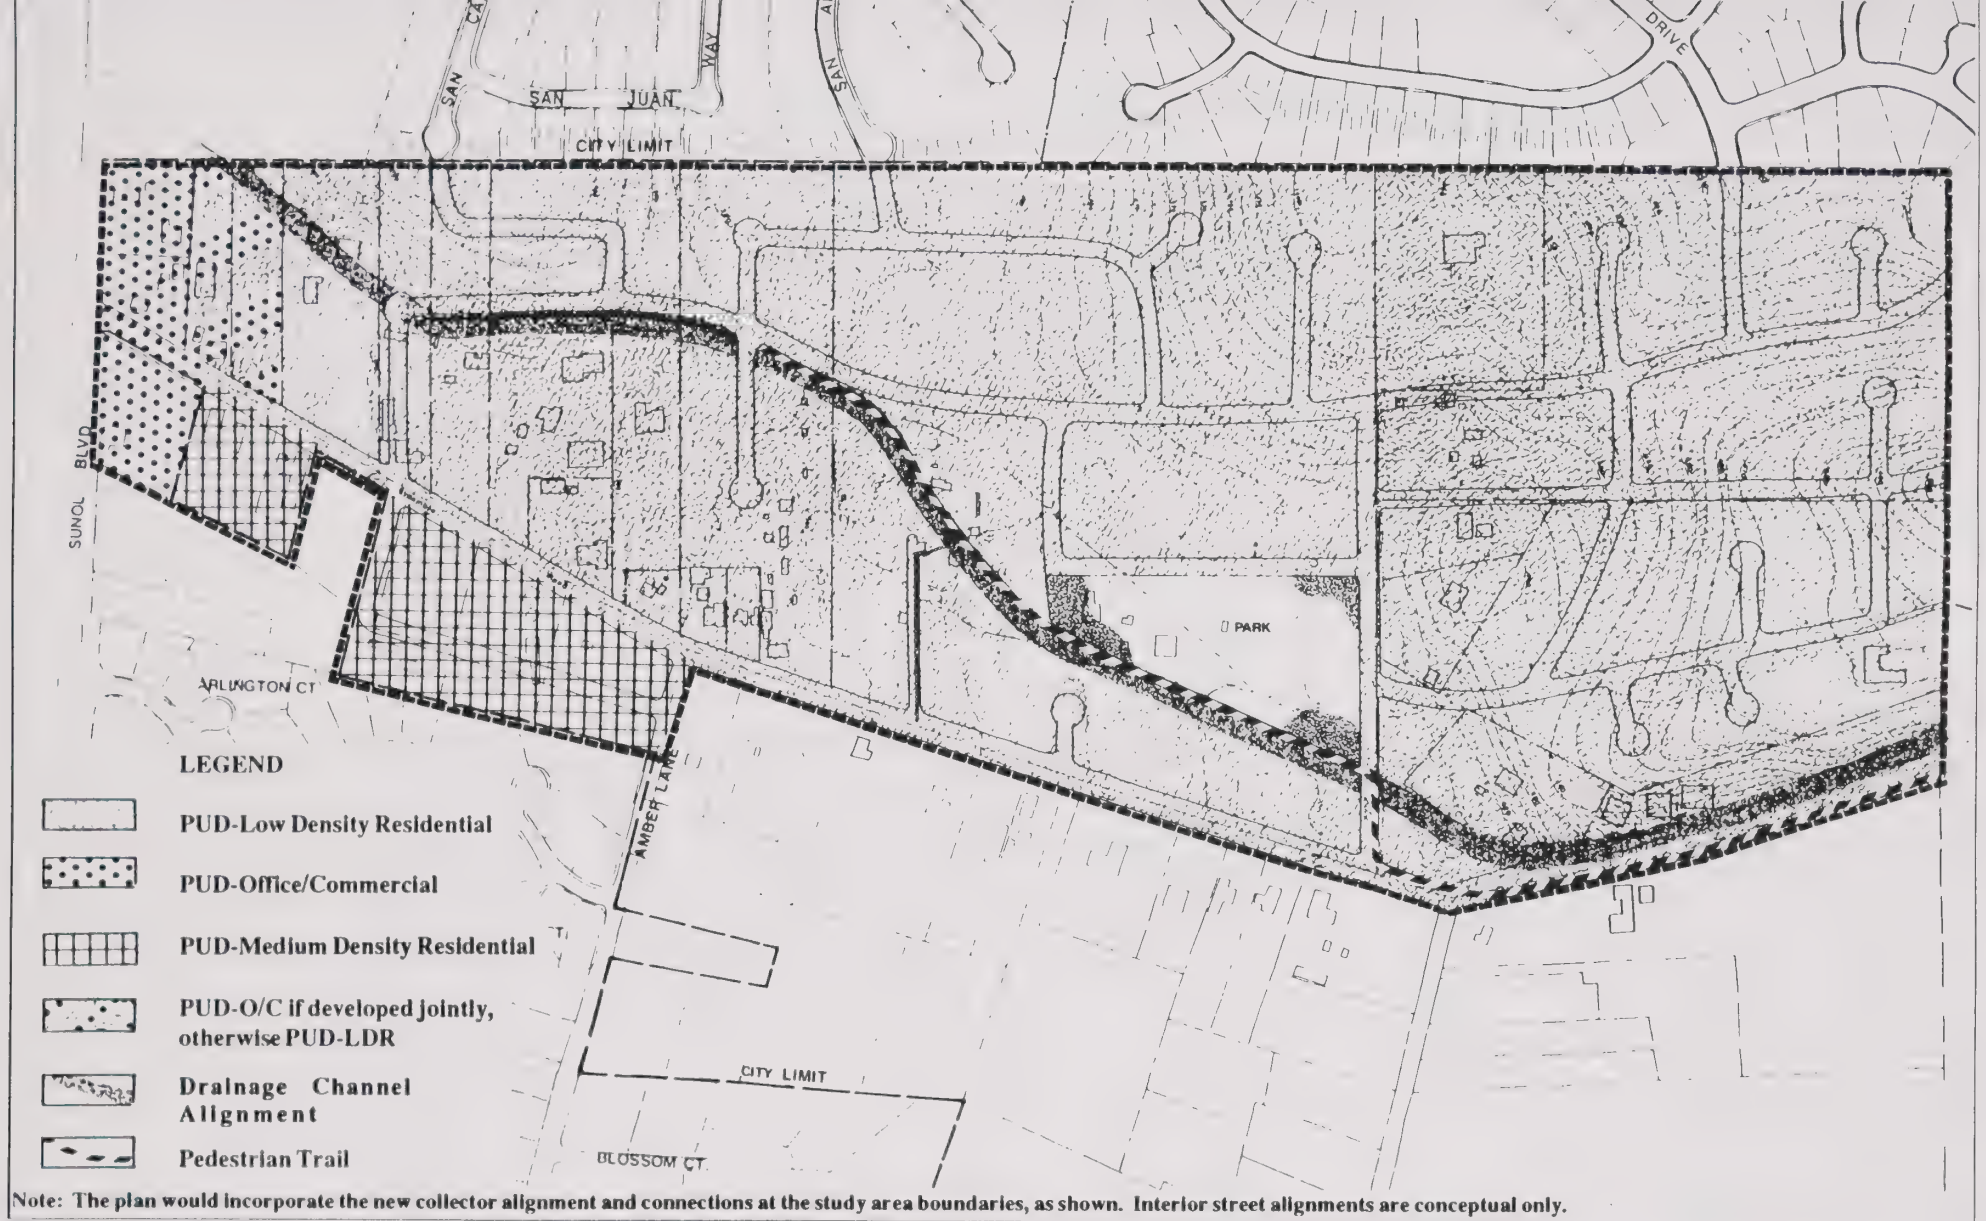 DRIVE
WAY
SAN
SAN
SAN JUAN
CITY LIMIT
SUNOL BLVD
PARK
ARLINGTON CT
AMBER LANE
LEGEND
PUD-Low Density Residential
PUD-Office/Commercial
PUD-Medium Density Residential
PUD-O/C if developed jointly,
otherwise PUD-LDR
Drainage Channel
Alignment
Pedestrian Trail
CITY LIMIT
BLOSSOM CT.
Note: The plan would incorporate the new collector alignment and connections at the study area boundaries, as shown. Interior street alignments are conceptual only.